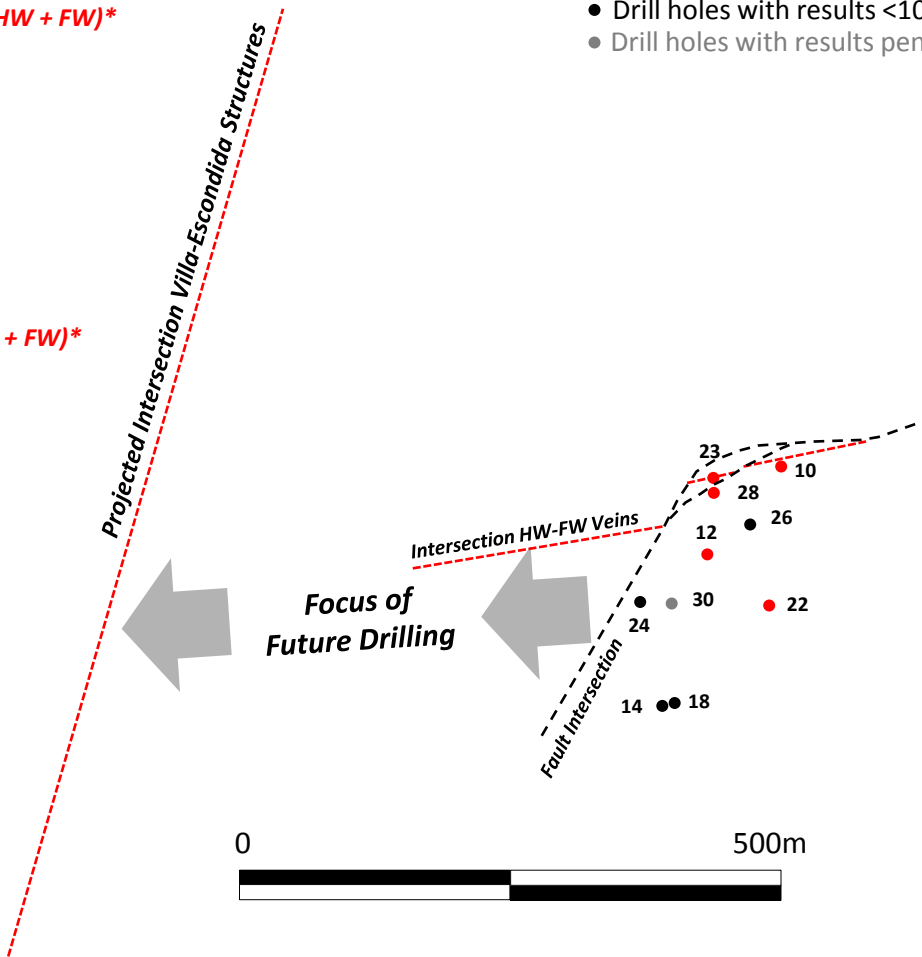 HW + FW)*
• Drill holes with results <10
• Drill holes with results pen
Projected Intersection Villa-Escondida Structures
+ FW)*
23
10
28
26
Intersection HW-FW Veins
12
Focus of
Future Drilling
30
22
24
Fault Intersection
14
18
0
500m